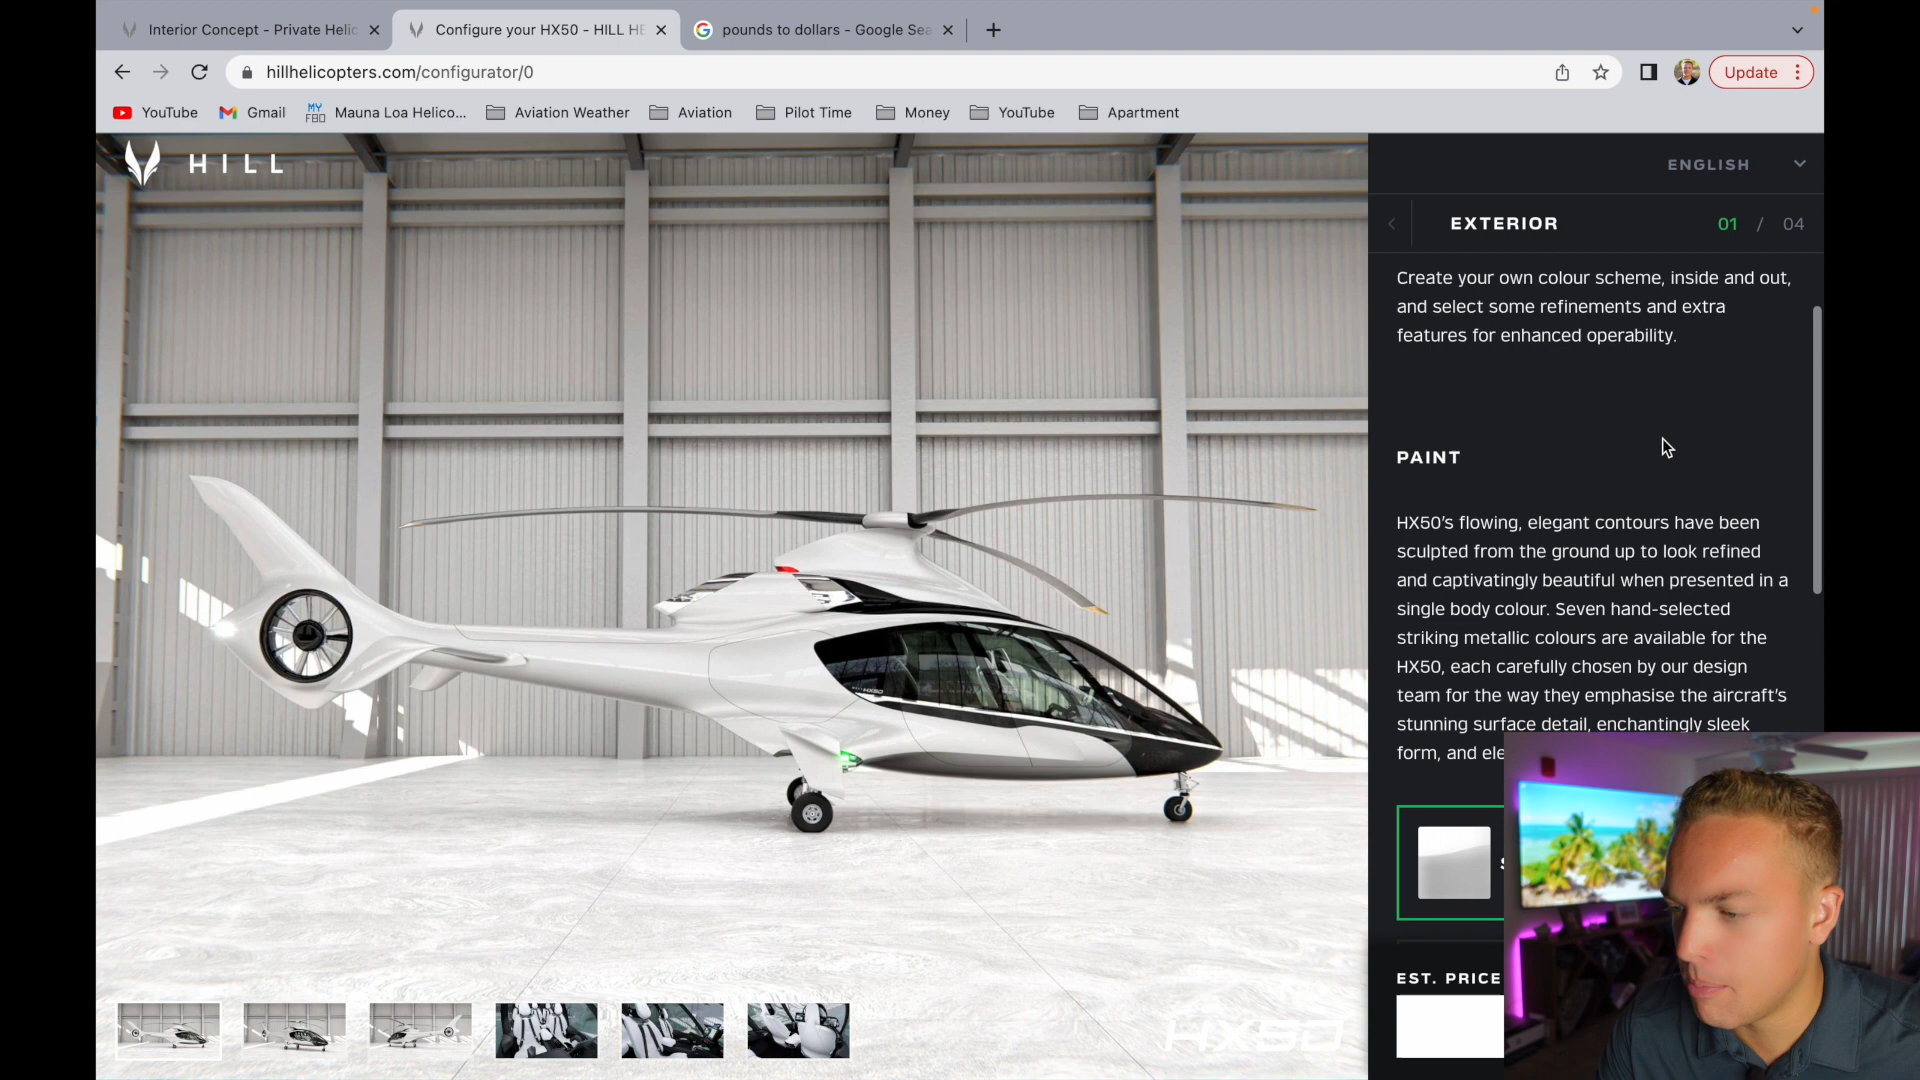 Interior Concept - Private Helic
Configure your HX50 - HILL HE
pounds to dollars - Google Sea
hillhelicopters.com/configurator/0
Update
YouTube
Gmail
MY FBO
Mauna Loa Helico...
Aviation Weather
Aviation
Pilot Time
Money
YouTube
Apartment
HILL
ENGLISH
EXTERIOR
01 / 04
Create your own colour scheme, inside and out,
and select some refinements and extra
features for enhanced operability.
PAINT
HX50's flowing, elegant contours have been
sculpted from the ground up to look refined
and captivatingly beautiful when presented in a
single body colour. Seven hand-selected
striking metallic colours are available for the
HX50, each carefully chosen by our design
team for the way they emphasise the aircraft's
stunning surface detail, enchantingly sleek
form, and ele
EST. PRICE
HX50